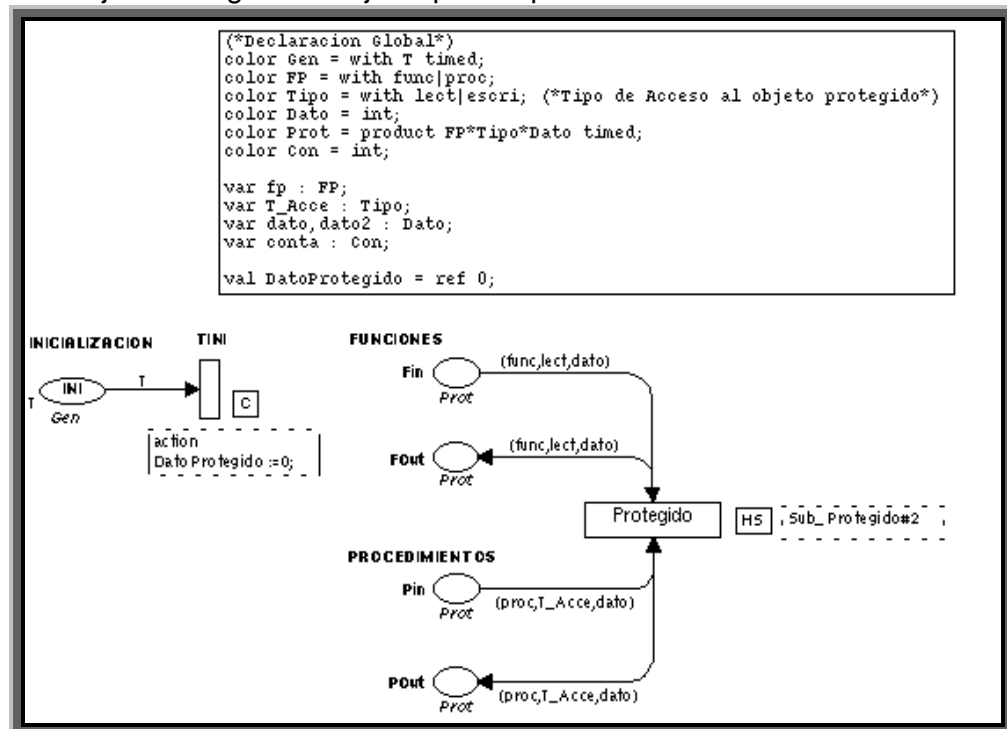 (*Declaracion Global*)
color Gen = with T timed;
color FP = with func|proc;
color Tipo = with lect|escri; (*Tipo de Acceso al objeto protegido*)
color Dato = int;
color Prot = product FP*Tipo*Dato timed;
color Con = int;
var fp : FP;
var T_Acce : Tipo;
var dato,dato2 : Dato;
var conta : Con;
val DatoProtegido = ref 0;
INICIALIZACION
TINI
INI
T
T
Gen
C
action
DatoProtegido :=0;
FUNCIONES
Fin
(func,lect,dato)
Prot
FOut
(func,lect,dato)
Prot
Protegido
HS
Sub_Protegido#2
PROCEDIMIENTOS
Pin
(proc,T_Acce,dato)
Prot
POut
(proc,T_Acce,dato)
Prot